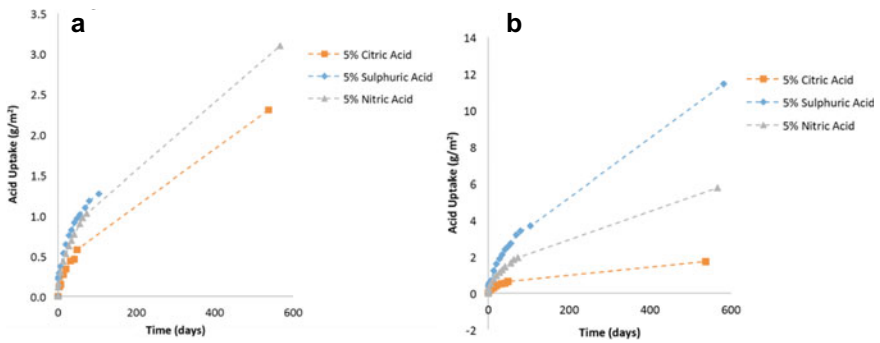 a
3.5
3.0
2.5
2.0
1.5
1.0
0.5
0.0
Acid Uptake (g/m²)
0
200
400
600
Time (days)
5% Citric Acid
5% Sulphuric Acid
5% Nitric Acid
b
14
12
10
8
6
4
2
0
-2
Acid Uptake (g/m²)
0
200
400
600
Time (days)
5% Citric Acid
5% Sulphuric Acid
5% Nitric Acid